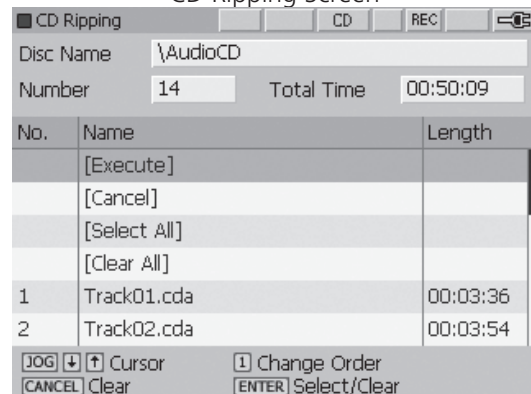 CD Ripping Screen
CD Ripping CD REC
Disc Name \AudioCD
Number 14 Total Time 00:50:09
No. Name Length
[Execute]
[Cancel]
[Select All]
[Clear All]
1 Track01.cda 00:03:36
2 Track02.cda 00:03:54
JOG ↓ ↑ Cursor 1 Change Order
CANCEL Clear ENTER Select/Clear